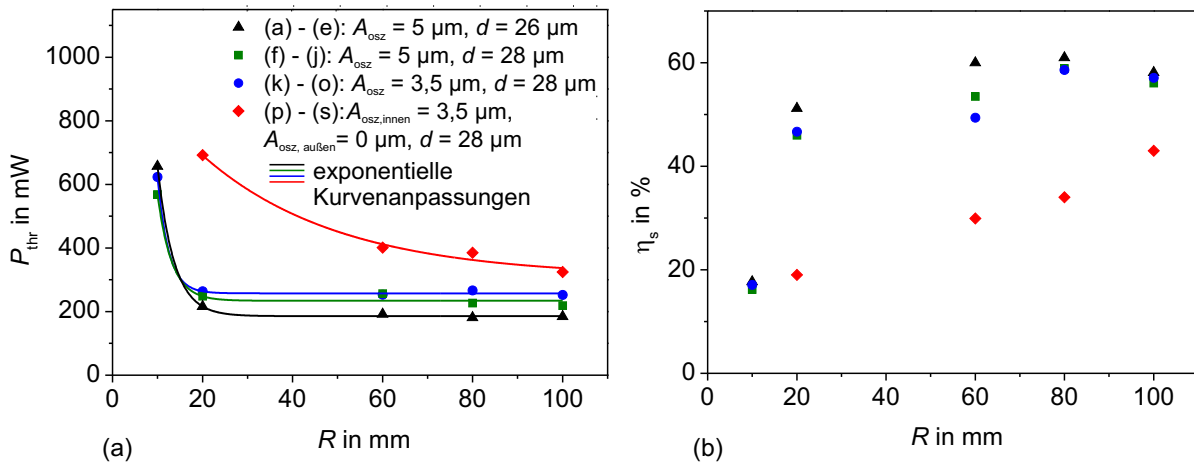 1000
800
600
400
200
0
P_thr in mW
(a) - (e): A_osz = 5 µm, d = 26 µm
(f) - (j): A_osz = 5 µm, d = 28 µm
(k) - (o): A_osz = 3,5 µm, d = 28 µm
(p) - (s): A_osz,innen = 3,5 µm,
A_osz, außen = 0 µm, d = 28 µm
exponentielle
Kurvenanpassungen
0 20 40 60 80 100
R in mm
(a)
60
40
20
0
η_s in %
0 20 40 60 80 100
R in mm
(b)